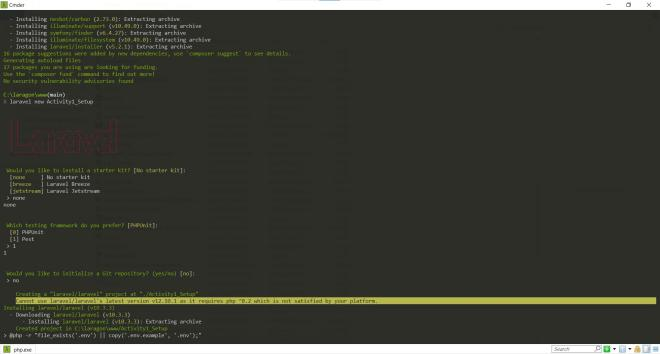 Cmder
- Installing nesbot/carbon (2.73.0): Extracting archive
- Installing illuminate/support (v10.49.0): Extracting archive
- Installing symfony/finder (v6.4.27): Extracting archive
- Installing illuminate/filesystem (v10.49.0): Extracting archive
- Installing laravel/installer (v5.2.1): Extracting archive
16 package suggestions were added by new dependencies, use `composer suggest` to see details.
Generating autoload files
17 packages you are using are looking for funding.
Use the `composer fund` command to find out more!
No security vulnerability advisories found
C:\laragon\www(main)
> laravel new Activity1_Setup
Laravel
Would you like to install a starter kit? [No starter kit]:
[none ] No starter kit
[breeze ] Laravel Breeze
[jetstream] Laravel Jetstream
> none
none
Which testing framework do you prefer? [PHPUnit]:
[0] PHPUnit
[1] Pest
> 1
1
Would you like to initialize a Git repository? (yes/no) [no]:
> no
Creating a "laravel/laravel" project at "./Activity1_Setup"
Cannot use laravel/laravel's latest version v12.10.1 as it requires php ^8.2 which is not satisfied by your platform.
Installing laravel/laravel (v10.3.3)
- Downloading laravel/laravel (v10.3.3)
- Installing laravel/laravel (v10.3.3): Extracting archive
Created project in C:\laragon\www/Activity1_Setup
> @php -r "file_exists('.env') || copy('.env.example', '.env');"
php.exe
Search